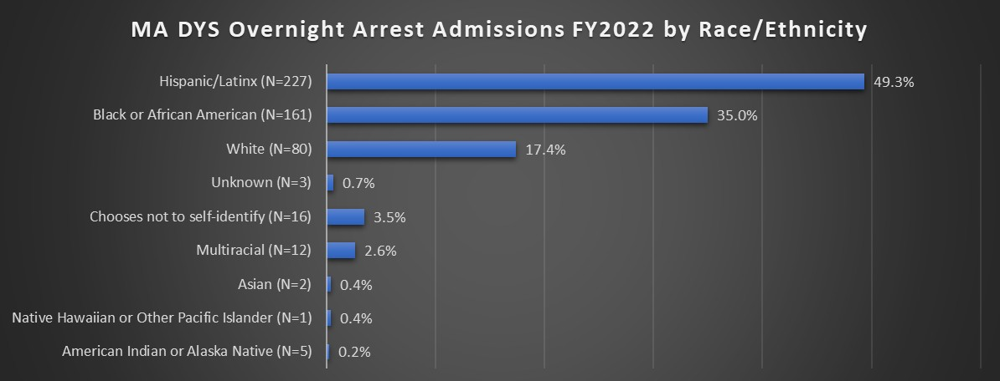 MA DYS Overnight Arrest Admissions FY2022 by Race/Ethnicity
Hispanic/Latinx (N=227) 49.3%
Black or African American (N=161) 35.0%
White (N=80) 17.4%
Unknown (N=3) 0.7%
Chooses not to self-identify (N=16) 3.5%
Multiracial (N=12) 2.6%
Asian (N=2) 0.4%
Native Hawaiian or Other Pacific Islander (N=1) 0.4%
American Indian or Alaska Native (N=5) 0.2%